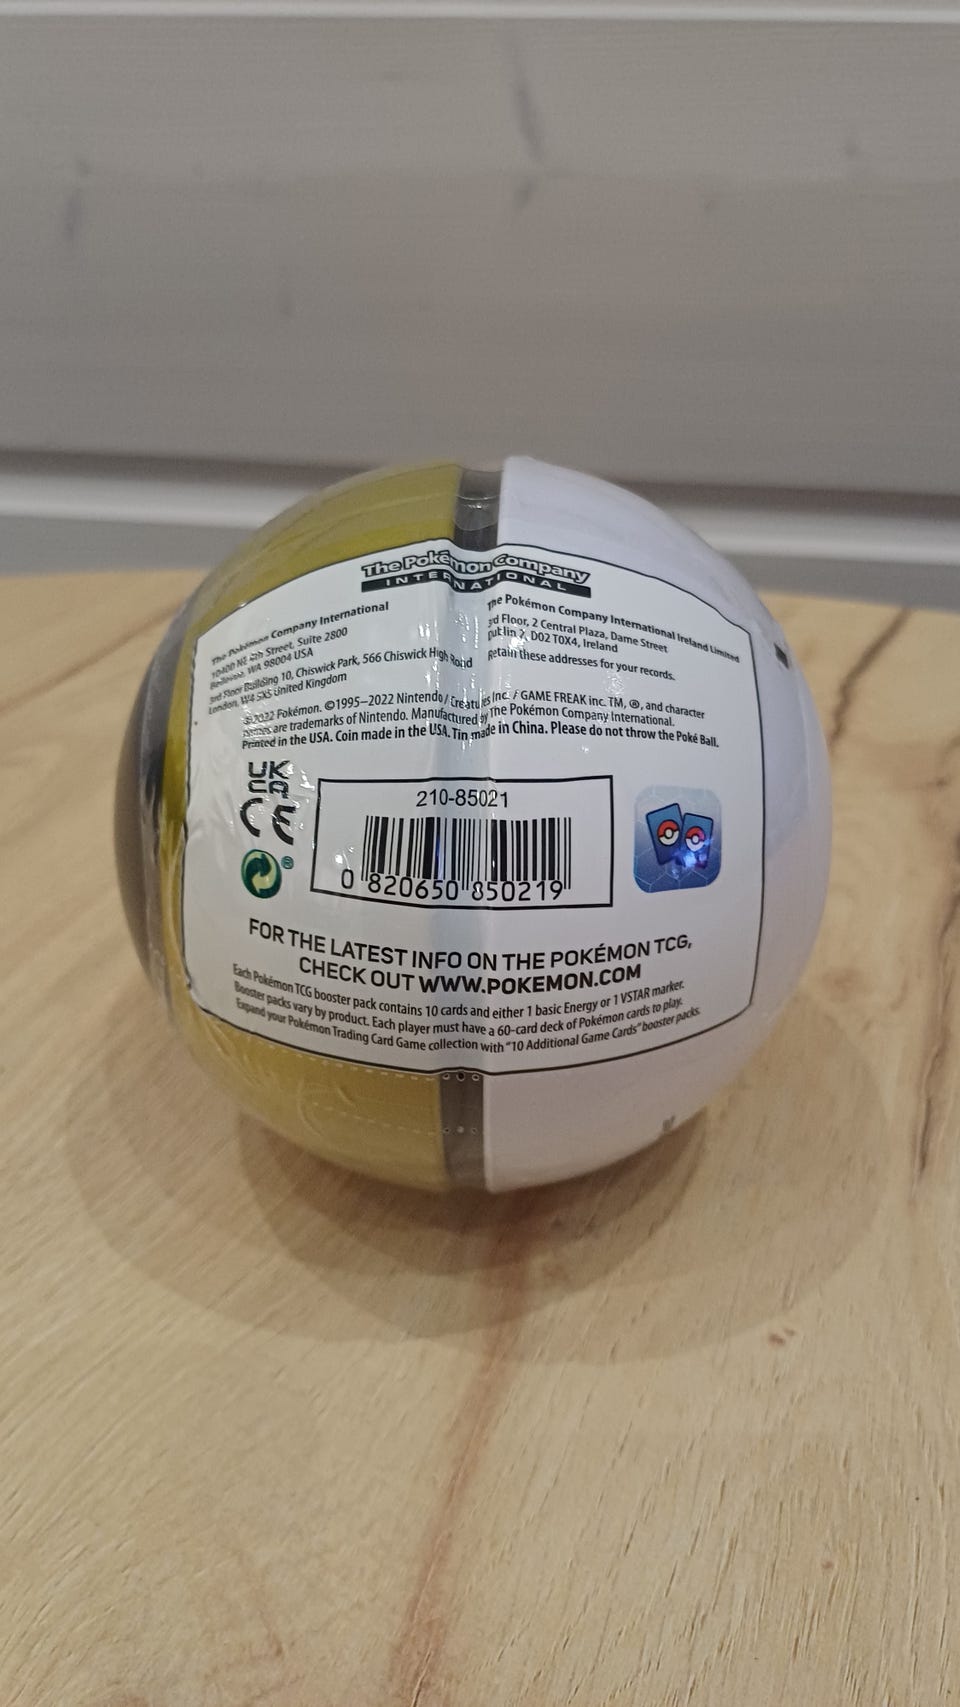 The Pokémon Company
INTERNATIONAL
The Pokémon Company International
10400 NE 4th Street, Suite 2800
Bellevue, WA 98004 USA
3rd Floor Building 10, Chiswick Park, 566 Chiswick High Road
London, W4 5XS United Kingdom
The Pokémon Company International Ireland Limited
3rd Floor, 2 Central Plaza, Dame Street
Dublin 2, D02 T0X4, Ireland
Retain these addresses for your records.
©2022 Pokémon. ©1995–2022 Nintendo / Creatures Inc. / GAME FREAK inc. TM, ®, and character
names are trademarks of Nintendo. Manufactured by The Pokémon Company International.
Printed in the USA. Coin made in the USA. Tin made in China. Please do not throw the Poké Ball.
UK
CA
CE
®
210-85021
0 820650 850219
FOR THE LATEST INFO ON THE POKÉMON TCG,
CHECK OUT WWW.POKEMON.COM
Each Pokémon TCG booster pack contains 10 cards and either 1 basic Energy or 1 VSTAR marker.
Booster packs vary by product. Each player must have a 60-card deck of Pokémon cards to play.
Expand your Pokémon Trading Card Game collection with "10 Additional Game Cards" booster packs.